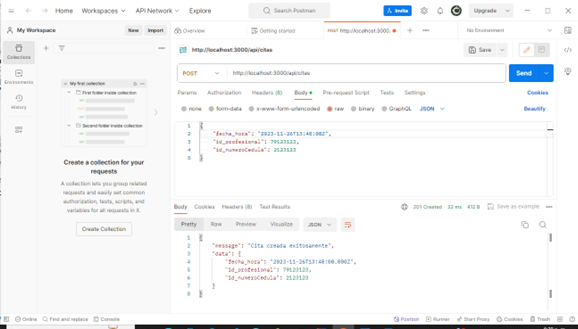 Home Workspaces API Network Explore Search Postman Invite Upgrade
My Workspace New Import Overview Getting started POST http://localhost:3000. No Environment
Collections
http://localhost:3000/api/citas Save
Environments
POST http://localhost:3000/api/citas Send
History
My first collection
First folder inside collection
Second folder inside collection
Params Authorization Headers (8) Body Pre-request Script Tests Settings Cookies
none form-data x-www-form-urlencoded raw binary GraphQL JSON Beautify
1 {
2 "fecha_hora": "2023-11-26T13:48:00Z",
3 "id_profesional": 79123123,
4 "id_numeroCedula": 2123123
5 }
Create a collection for your
requests
A collection lets you group related
requests and easily set common
authorization, tests, scripts, and
variables for all requests in it.
Create Collection
Body Cookies Headers (8) Test Results 201 Created 32 ms 412 B Save as example
Pretty Raw Preview Visualize JSON
1 {
2 "message": "Cita creada exitosamente",
3 "data": {
4 "fecha_hora": "2023-11-26T13:48:00.000Z",
5 "id_profesional": 79123123,
6 "id_numeroCedula": 2123123
7 }
8 }
Online Find and replace Console Postbot Runner Start Proxy Cookies Trash